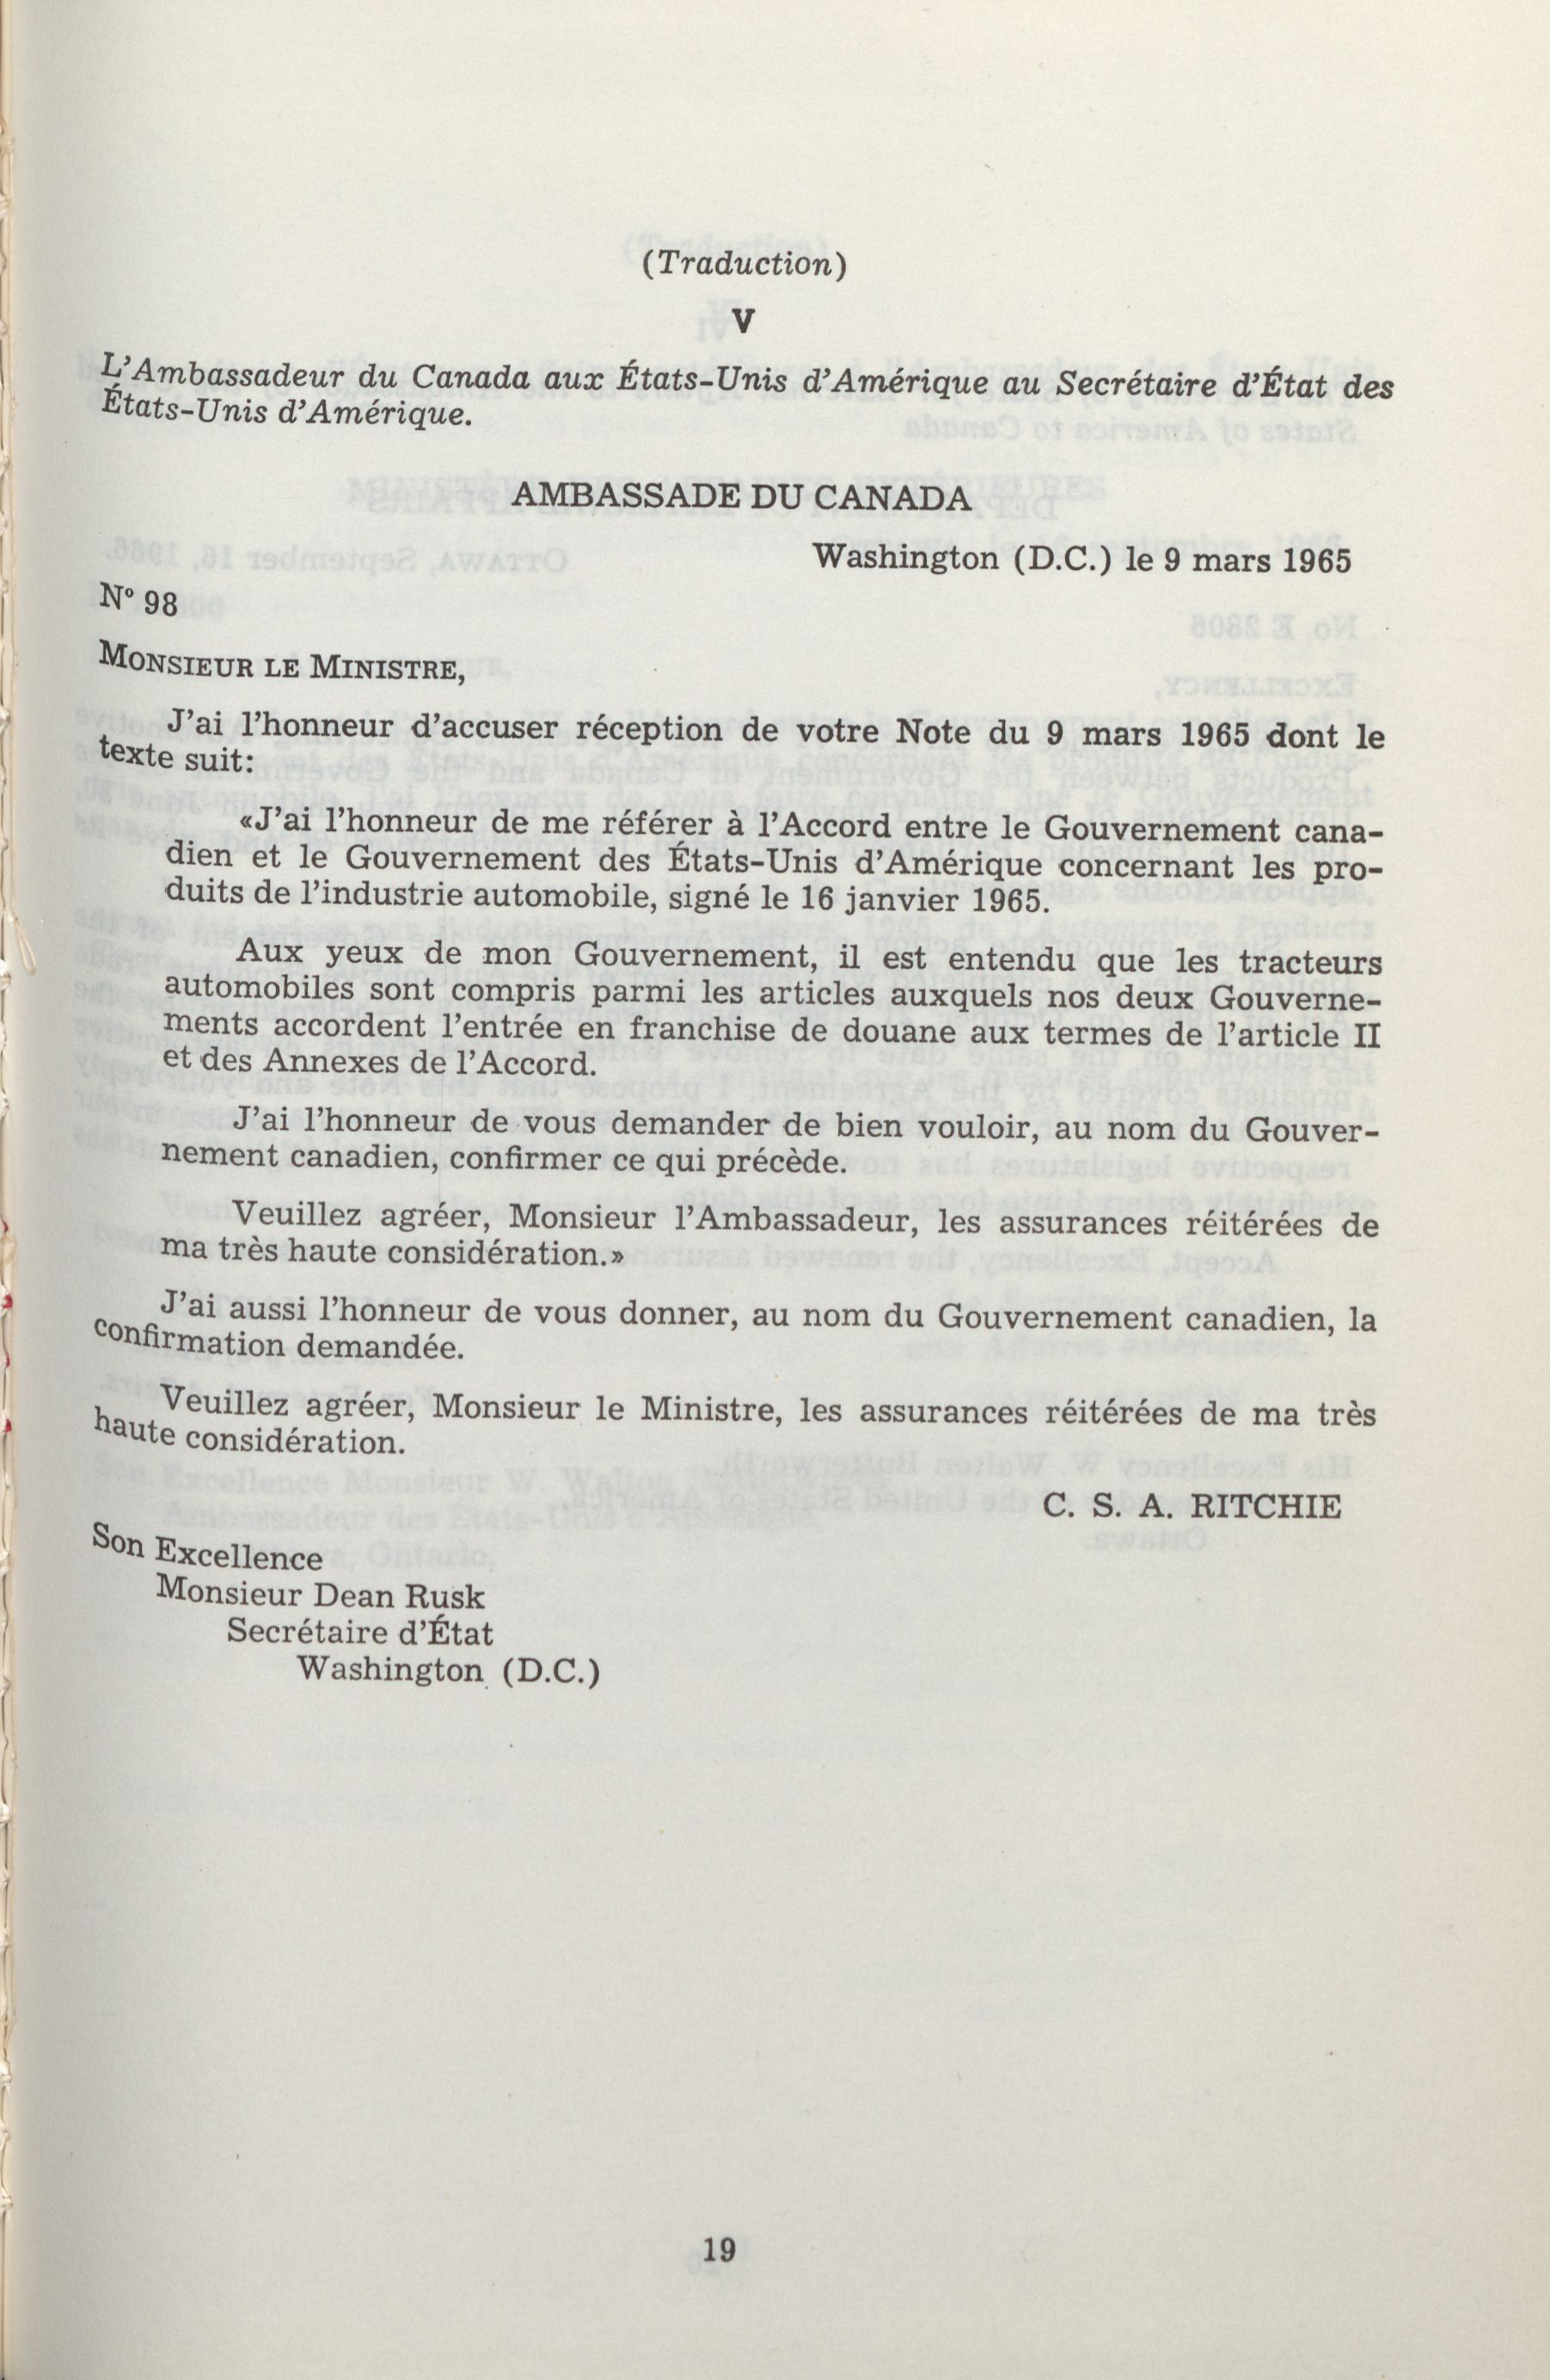 (Traduction)
V
L'Ambassadeur du Canada aux États-Unis d'Amérique au Secrétaire d'État des
États-Unis d'Amérique.
AMBASSADE DU CANADA
Washington (D.C.) le 9 mars 1965
N° 98
MONSIEUR LE MINISTRE,
J'ai l'honneur d'accuser réception de votre Note du 9 mars 1965 dont le
texte suit:
«J'ai l'honneur de me référer à l'Accord entre le Gouvernement cana-
dien et le Gouvernement des États-Unis d'Amérique concernant les pro-
duits de l'industrie automobile, signé le 16 janvier 1965.
Aux yeux de mon Gouvernement, il est entendu que les tracteurs
automobiles sont compris parmi les articles auxquels nos deux Gouverne-
ments accordent l'entrée en franchise de douane aux termes de l'article II
et des Annexes de l'Accord.
J'ai l'honneur de vous demander de bien vouloir, au nom du Gouver-
nement canadien, confirmer ce qui précède.
Veuillez agréer, Monsieur l'Ambassadeur, les assurances réitérées de
ma très haute considération.»
J'ai aussi l'honneur de vous donner, au nom du Gouvernement canadien, la
confirmation demandée.
Veuillez agréer, Monsieur le Ministre, les assurances réitérées de ma très
haute considération.
C. S. A. RITCHIE
Son Excellence
Monsieur Dean Rusk
Secrétaire d'État
Washington (D.C.)
19